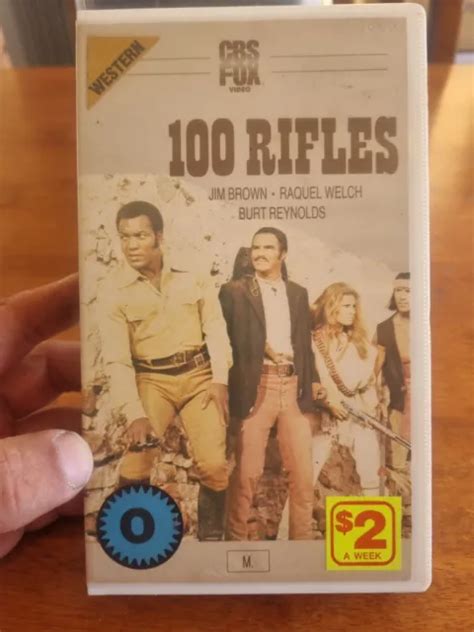 WESTERN
CBS
FOX
VIDEO
100 RIFLES
JIM BROWN · RAQUEL WELCH
BURT REYNOLDS
O
M.
$2
A WEEK